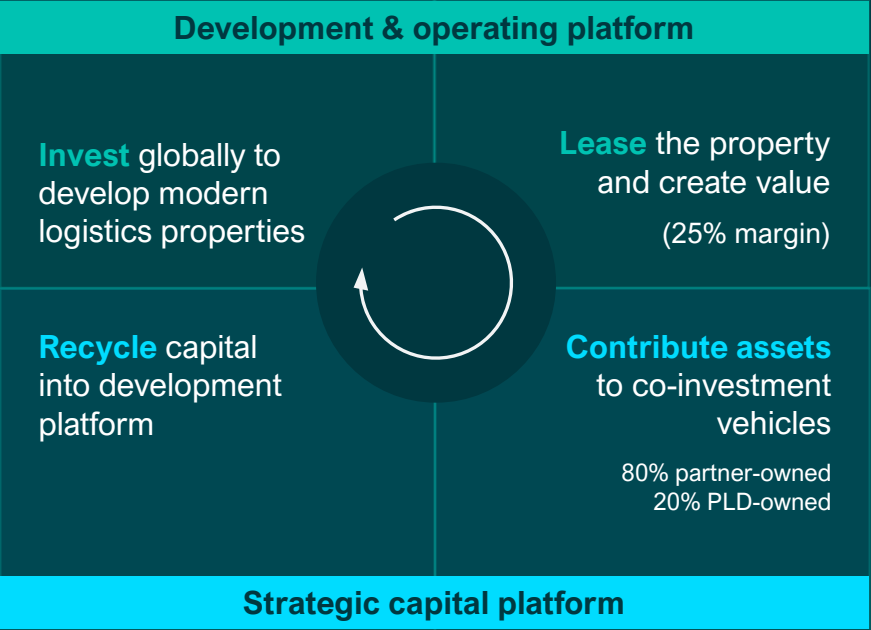 Development & operating platform
Invest globally to
develop modern
logistics properties
Lease the property
and create value
(25% margin)
Recycle capital
into development
platform
Contribute assets
to co-investment
vehicles
80% partner-owned
20% PLD-owned
Strategic capital platform